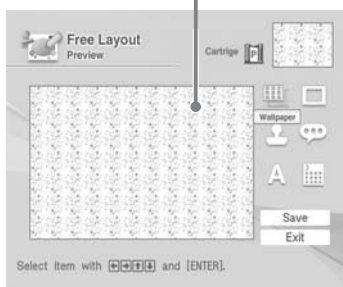 Free Layout
Preview
Cartrige P
Wallpaper
A
Save
Exit
Select item with and [ENTER].